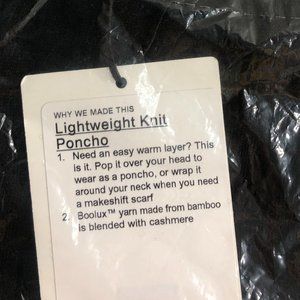 WHY WE MADE THIS
Lightweight Knit
Poncho
1. Need an easy warm layer? This
is it. Pop it over your head to
wear as a poncho, or wrap it
around your neck when you need
a makeshift scarf
2. Boolux™ yarn made from bamboo
is blended with cashmere